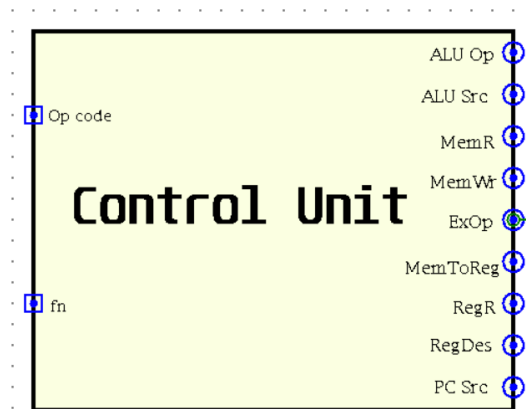 ALU Op
ALU Src
Op code
MemR
MemWr
Control Unit
ExOp
MemToReg
fn
RegR
RegDes
PC Src